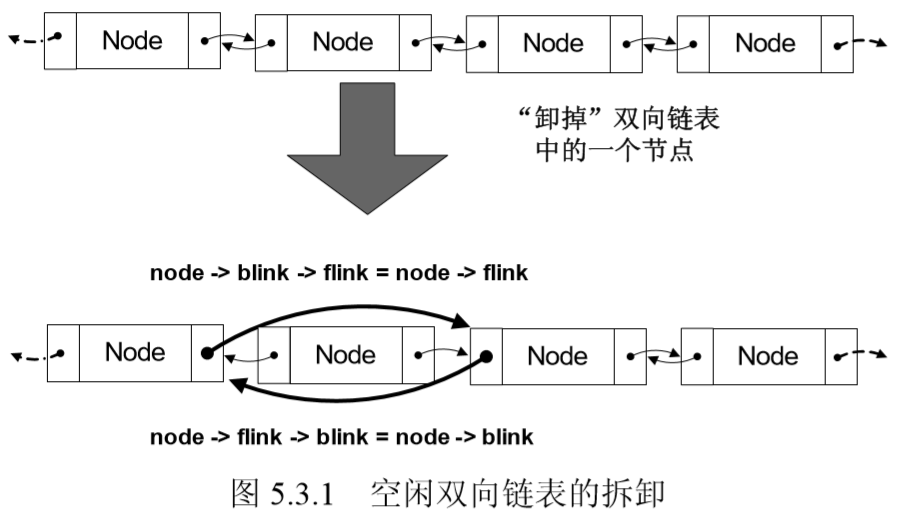 Node Node Node Node
“卸掉”双向链表
中的一个节点
node -> blink -> flink = node -> flink
Node Node Node Node
node -> flink -> blink = node -> blink
图 5.3.1 空闲双向链表的拆卸